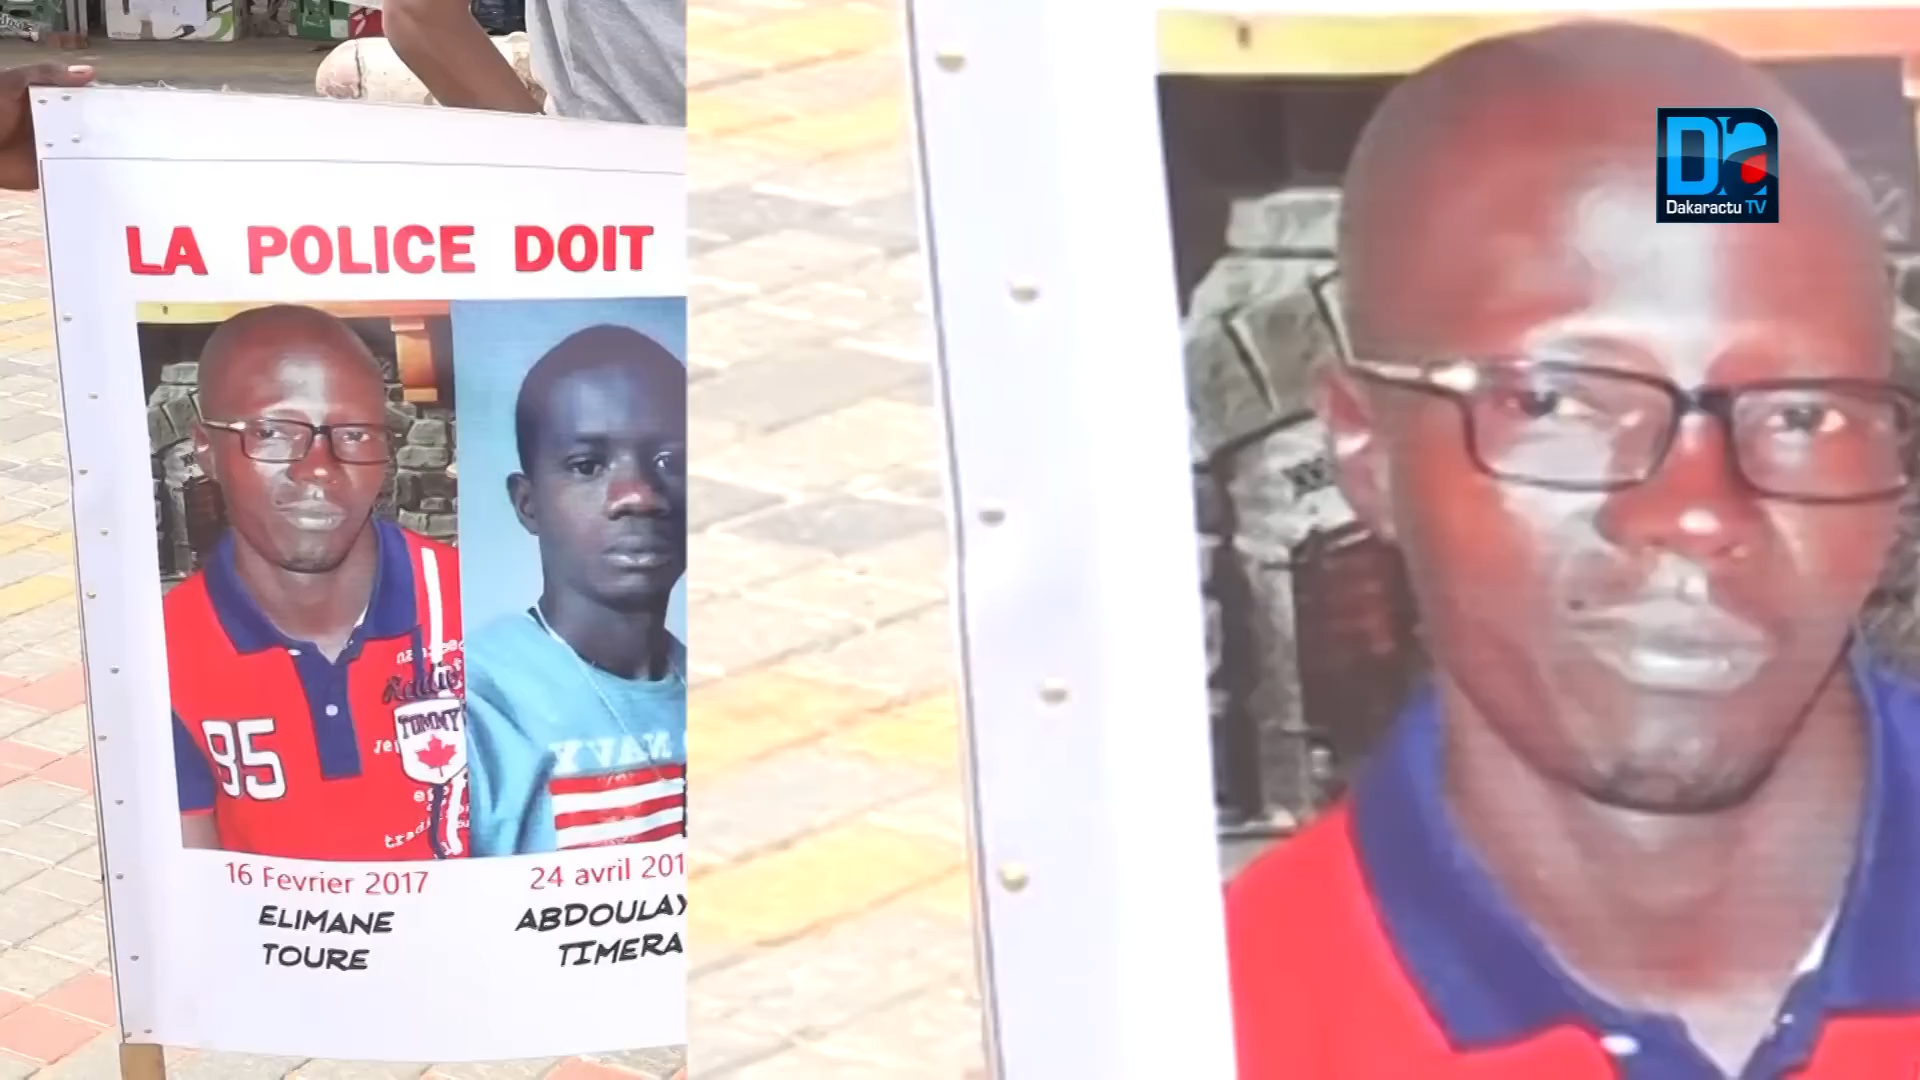 LA POLICE DOIT
95
TOMMY
16 Fevrier 2017
ELIMANE
TOURE
24 avril 201
ABDOULAY
TIMERA
Dakaractu TV